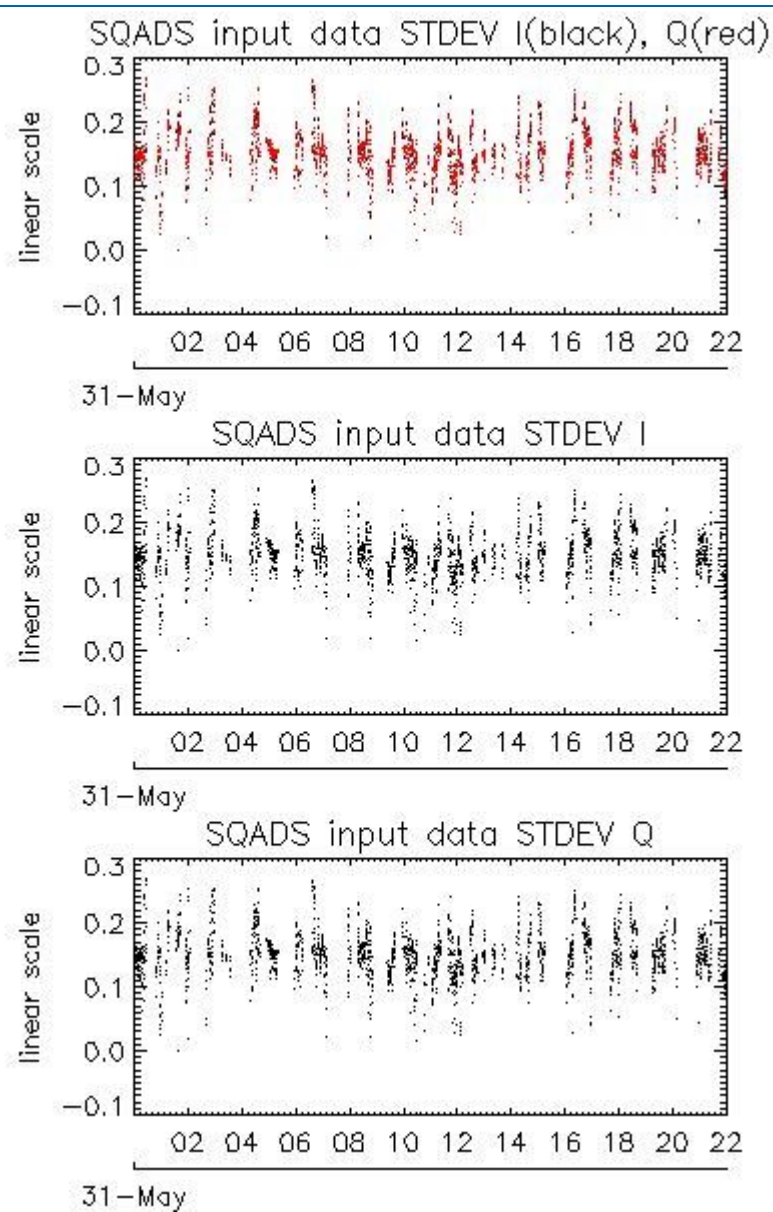 SQADS input data STDEV I(black), Q(red)
linear scale
0.3
0.2
0.1
0.0
−0.1
02 04 06 08 10 12 14 16 18 20 22
31−May
SQADS input data STDEV I
linear scale
0.3
0.2
0.1
0.0
−0.1
02 04 06 08 10 12 14 16 18 20 22
31−May
SQADS input data STDEV Q
linear scale
0.3
0.2
0.1
0.0
−0.1
02 04 06 08 10 12 14 16 18 20 22
31−May